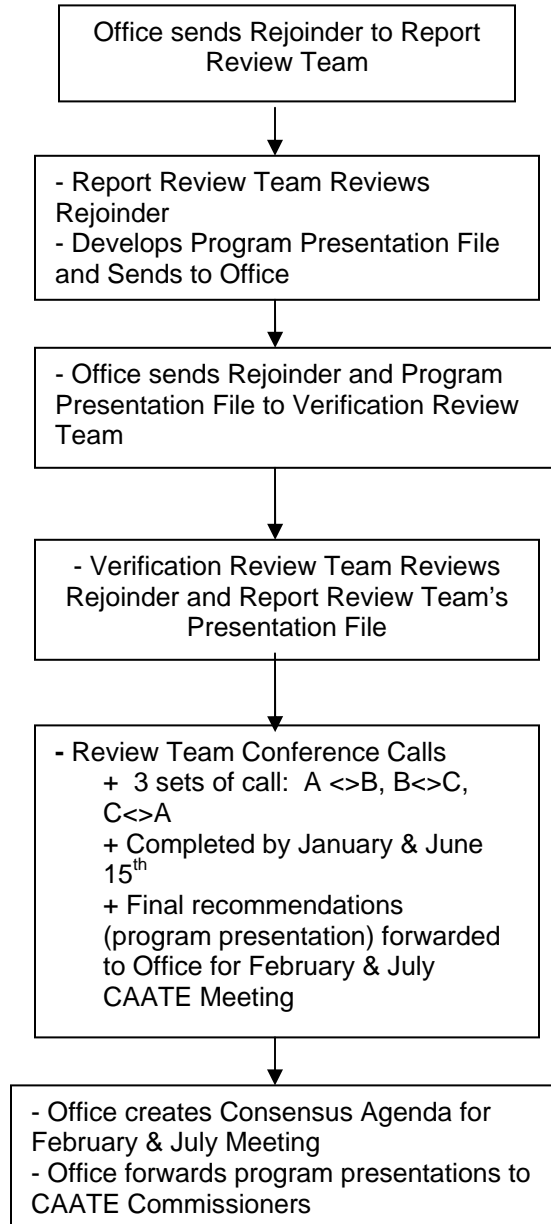 Office sends Rejoinder to Report
Review Team
- Report Review Team Reviews
Rejoinder
- Develops Program Presentation File
and Sends to Office
- Office sends Rejoinder and Program
Presentation File to Verification Review
Team
- Verification Review Team Reviews
Rejoinder and Report Review Team’s
Presentation File
- Review Team Conference Calls
+ 3 sets of call: A <>B, B<>C,
C<>A
+ Completed by January & June
15th
+ Final recommendations
(program presentation) forwarded
to Office for February & July
CAATE Meeting
- Office creates Consensus Agenda for
February & July Meeting
- Office forwards program presentations to
CAATE Commissioners